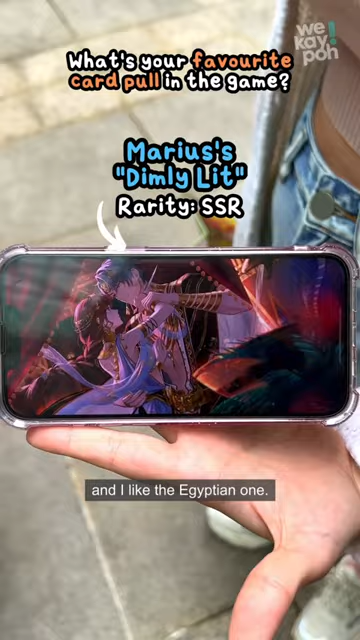 we
kay!
pon
What's your favourite
card pull in the game?
Marius's
"Dimly Lit"
Rarity: SSR
and I like the Egyptian one.